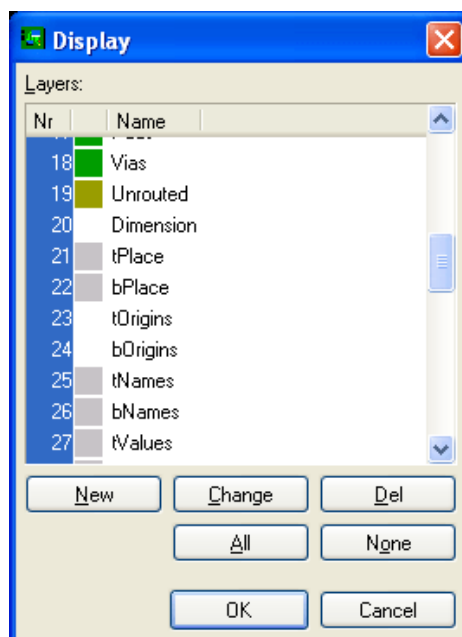 Display
Layers:
Nr Name
18 Vias
19 Unrouted
20 Dimension
21 tPlace
22 bPlace
23 tOrigins
24 bOrigins
25 tNames
26 bNames
27 tValues
New Change Del
All None
OK Cancel